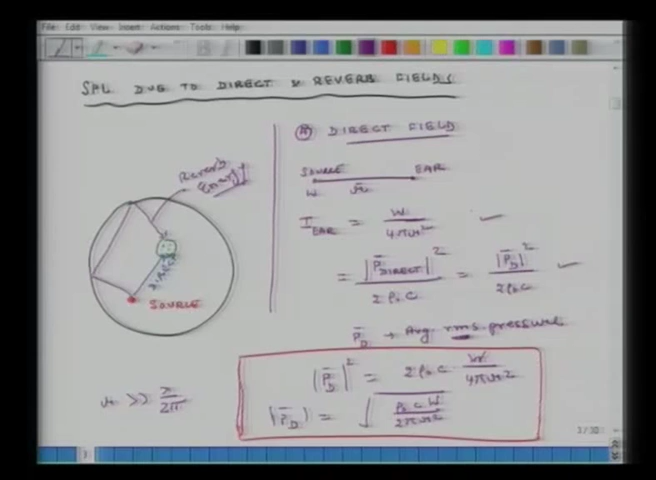 File Edit View Insert Actions Tools Help
SPL DUE TO DIRECT & REVERB FIELDS
Reverb
Energy
DIRECT
SOURCE
r >> λ/2π
(A) DIRECT FIELD
SOURCE EAR
W r
I_EAR = W/4πr²
= |P̄_DIRECT|²/2ρ₀c = |P̄_D|²/2ρ₀c
P̄_D → Avg rms pressure
|P̄_D|² = 2ρ₀c W/4πr²
|P̄_D| = √(ρ₀cW/2πr²)